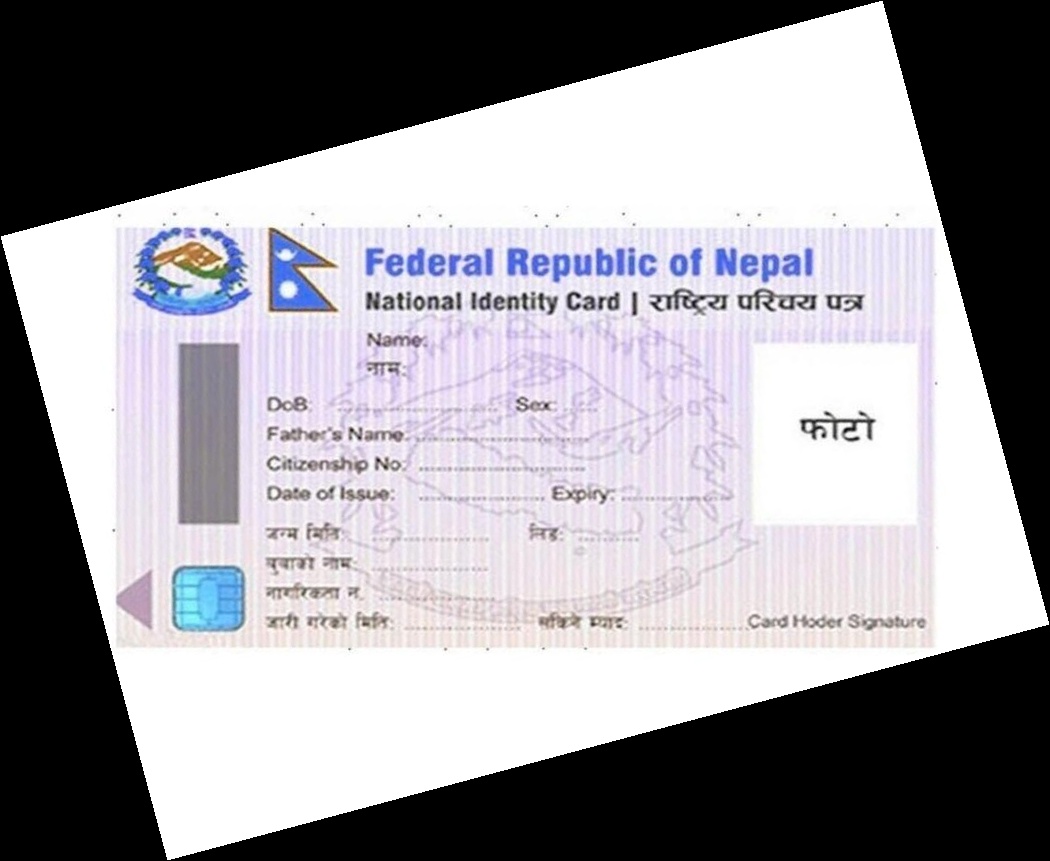 Federal Republic of Nepal
National Identity Card | राष्ट्रिय परिचय पत्र
Name:
नाम:
DoB: Sex:
Father's Name:
Citizenship No:
Date of Issue: Expiry:
फोटो
जन्म मिति: लिङ:
बुवाको नाम:
नागरिकता न.
जारी गरेको मिति: सकिने म्याद:
Card Hoder Signature